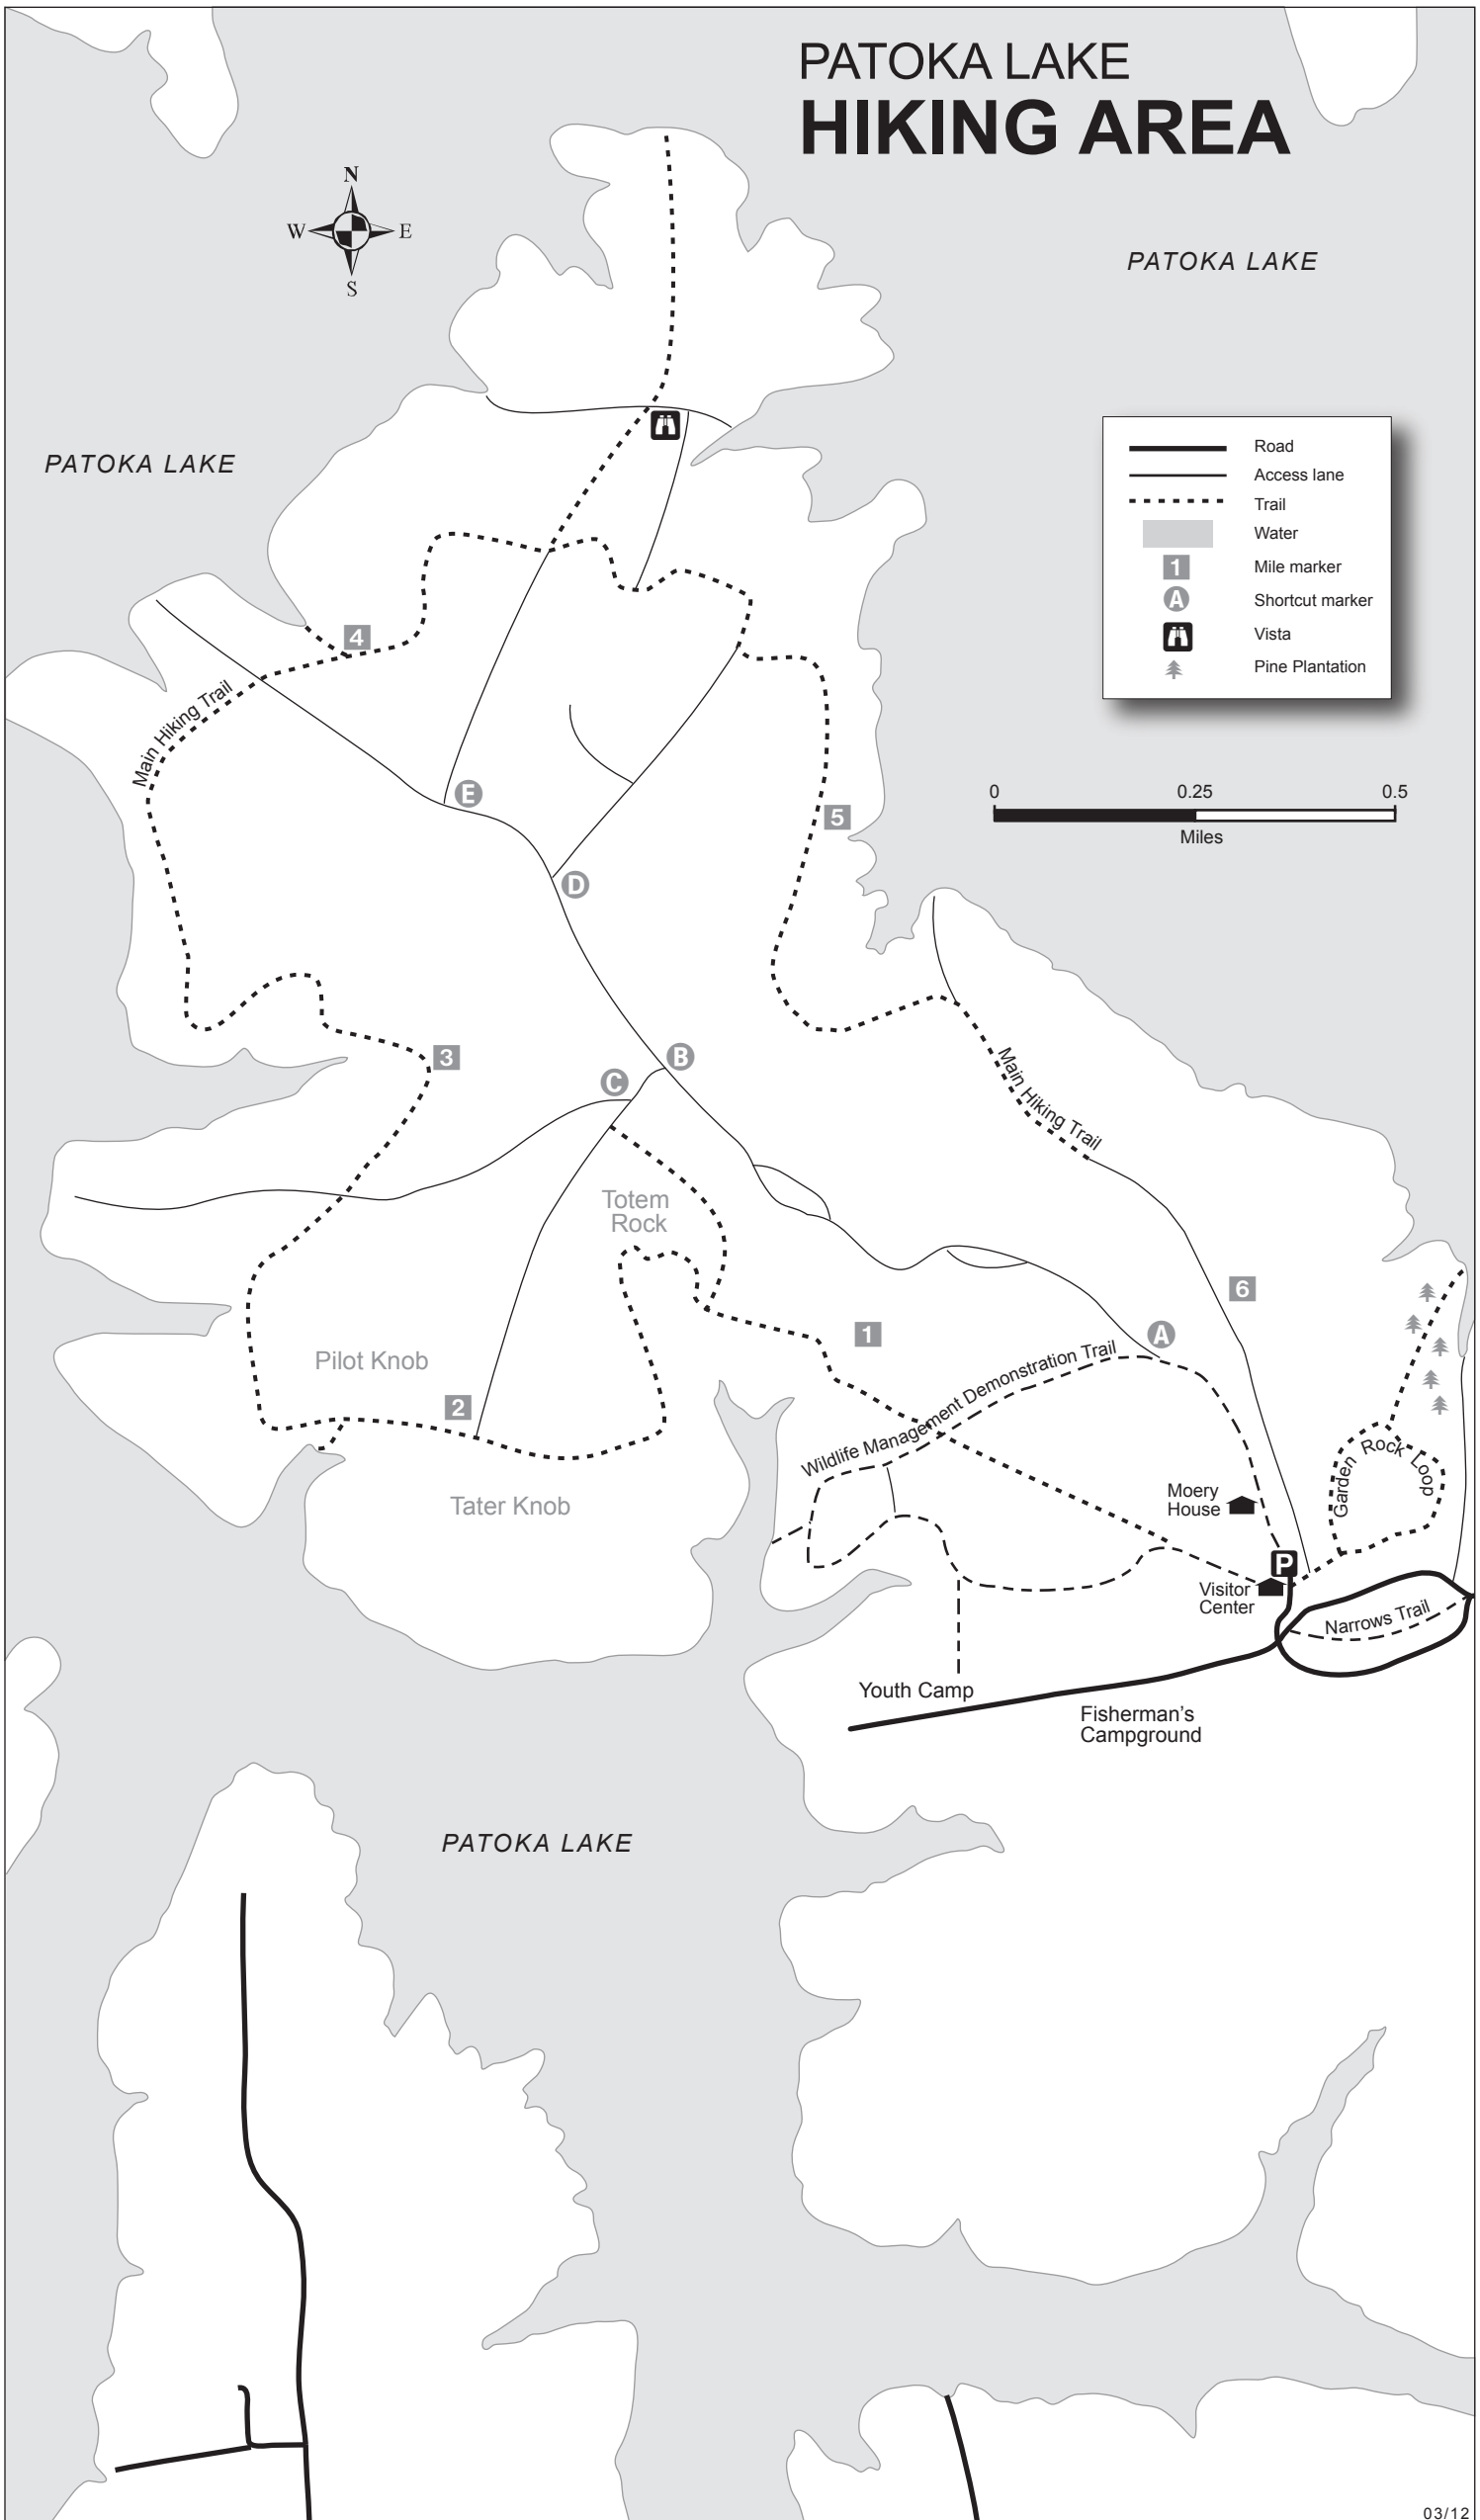 PATOKA LAKE
HIKING AREA
N
W
E
S
PATOKA LAKE
PATOKA LAKE
Road
Access lane
Trail
Water
1
Mile marker
A
Shortcut marker
Vista
Pine Plantation
4
Main Hiking Trail
E
5
0
0.25
0.5
Miles
D
3
B
C
Main Hiking Trail
Totem
Rock
6
1
A
Pilot Knob
2
Wildlife Management Demonstration Trail
Garden Rock Loop
Tater Knob
Moery
House
P
Visitor
Center
Narrows Trail
Youth Camp
Fisherman's
Campground
PATOKA LAKE
03/12